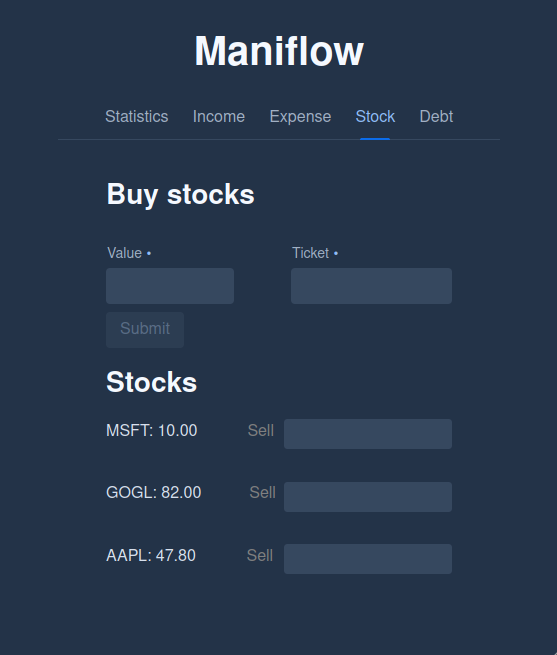 Maniflow
Statistics Income Expense Stock Debt
Buy stocks
Value • Ticket •
Submit
Stocks
MSFT: 10.00 Sell
GOGL: 82.00 Sell
AAPL: 47.80 Sell